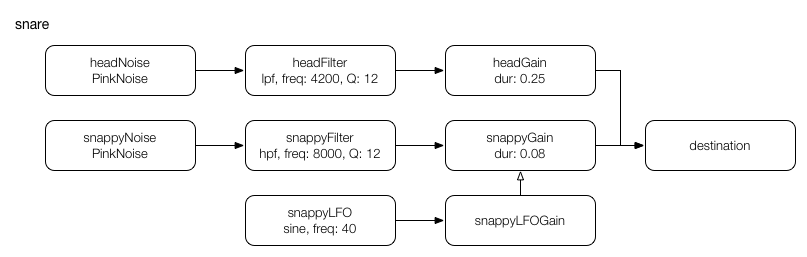 snare
headNoise
PinkNoise
headFilter
lpf, freq: 4200, Q: 12
headGain
dur: 0.25
snappyNoise
PinkNoise
snappyFilter
hpf, freq: 8000, Q: 12
snappyGain
dur: 0.08
destination
snappyLFO
sine, freq: 40
snappyLFOGain